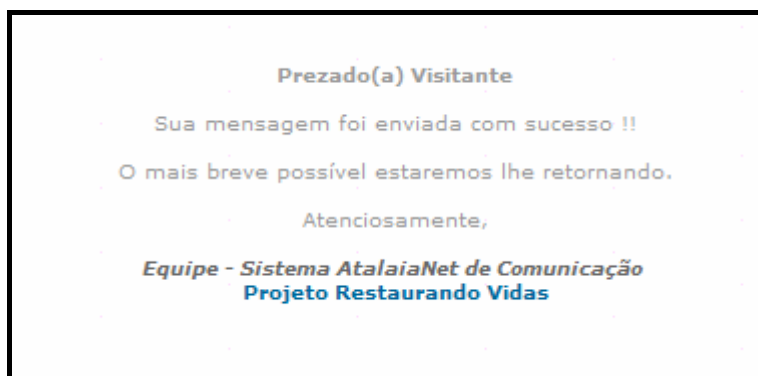 Prezado(a) Visitante
Sua mensagem foi enviada com sucesso !!
O mais breve possível estaremos lhe retornando.
Atenciosamente,
Equipe - Sistema AtalaiaNet de Comunicação
Projeto Restaurando Vidas